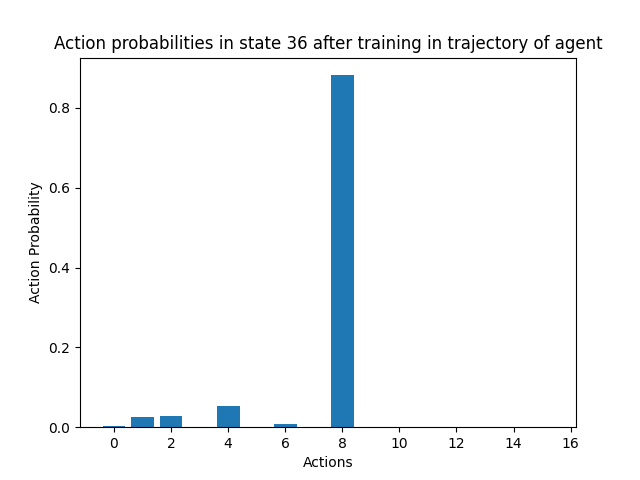 Action probabilities in state 36 after training in trajectory of agent
Action Probability
0.8
0.6
0.4
0.2
0.0
0 2 4 6 8 10 12 14 16
Actions